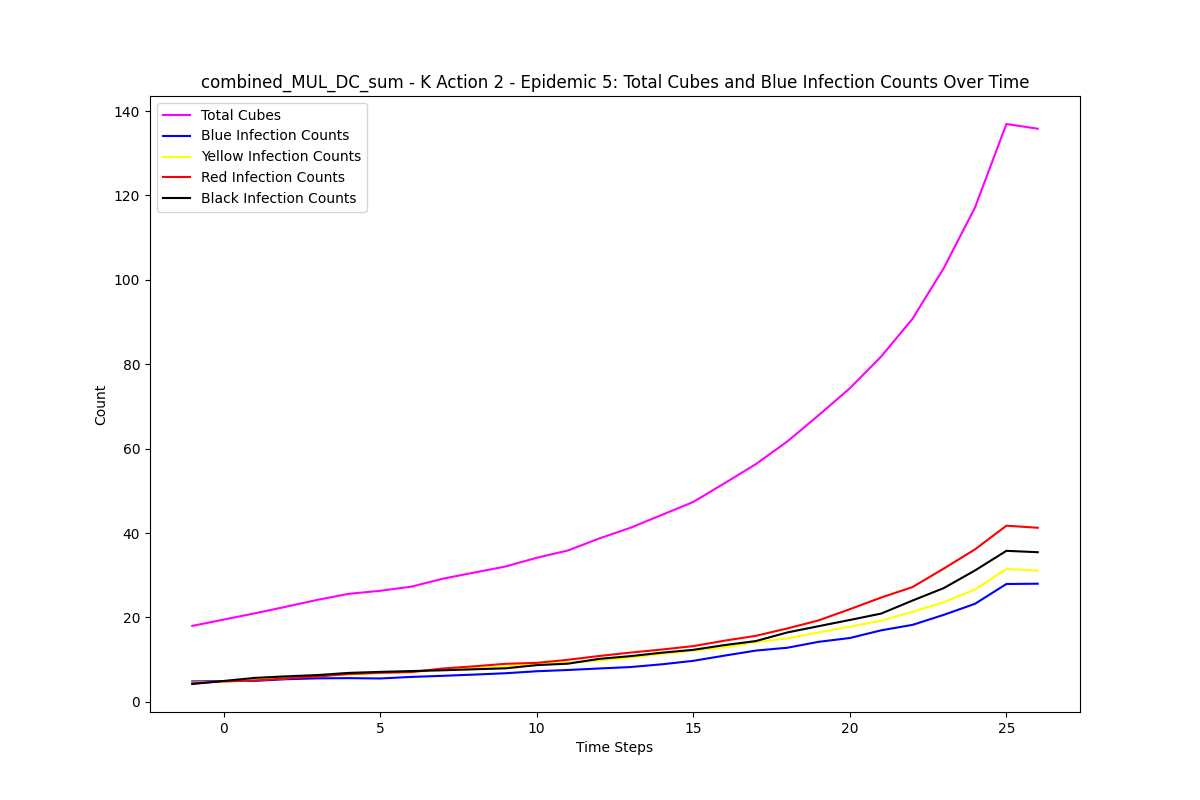 combined_MUL_DC_sum - K Action 2 - Epidemic 5: Total Cubes and Blue Infection Counts Over Time
Total Cubes
Blue Infection Counts
Yellow Infection Counts
Red Infection Counts
Black Infection Counts
140
120
100
80
60
40
20
0
Count
0 5 10 15 20 25
Time Steps